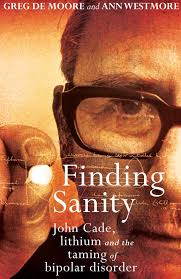 GREG DE MOORE and ANN WESTMORE
Finding
Sanity
John Cade,
lithium and the
taming of
bipolar disorder